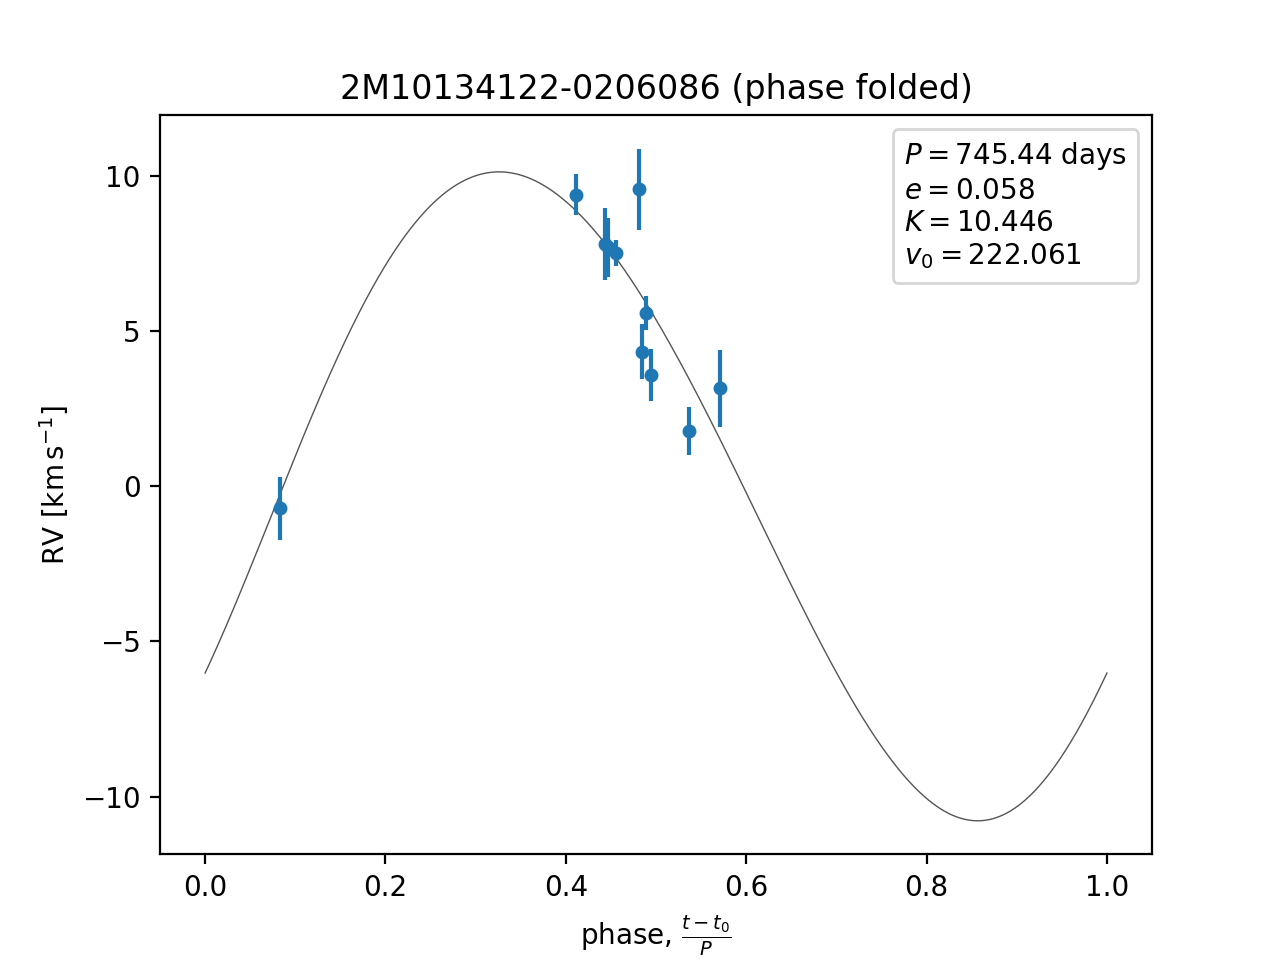 2M10134122-0206086 (phase folded)
P = 745.44 days
e = 0.058
K = 10.446
v₀ = 222.061
RV [km s⁻¹]
10
5
0
−5
−10
0.0 0.2 0.4 0.6 0.8 1.0
phase, (t − t₀)/P